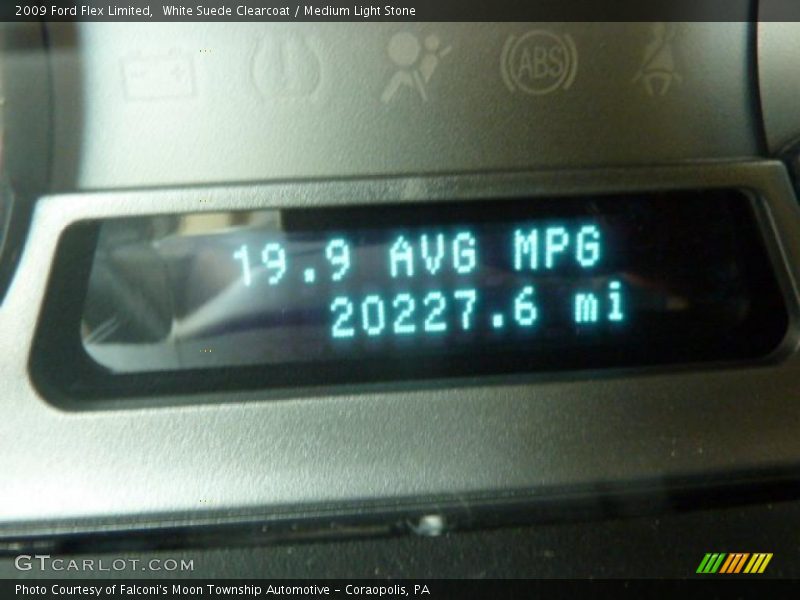 2009 Ford Flex Limited,  White Suede Clearcoat / Medium Light Stone
ABS
19.9 AVG MPG
20227.6 mi
GTCARLOT.COM
Photo Courtesy of Falconi's Moon Township Automotive - Coraopolis, PA